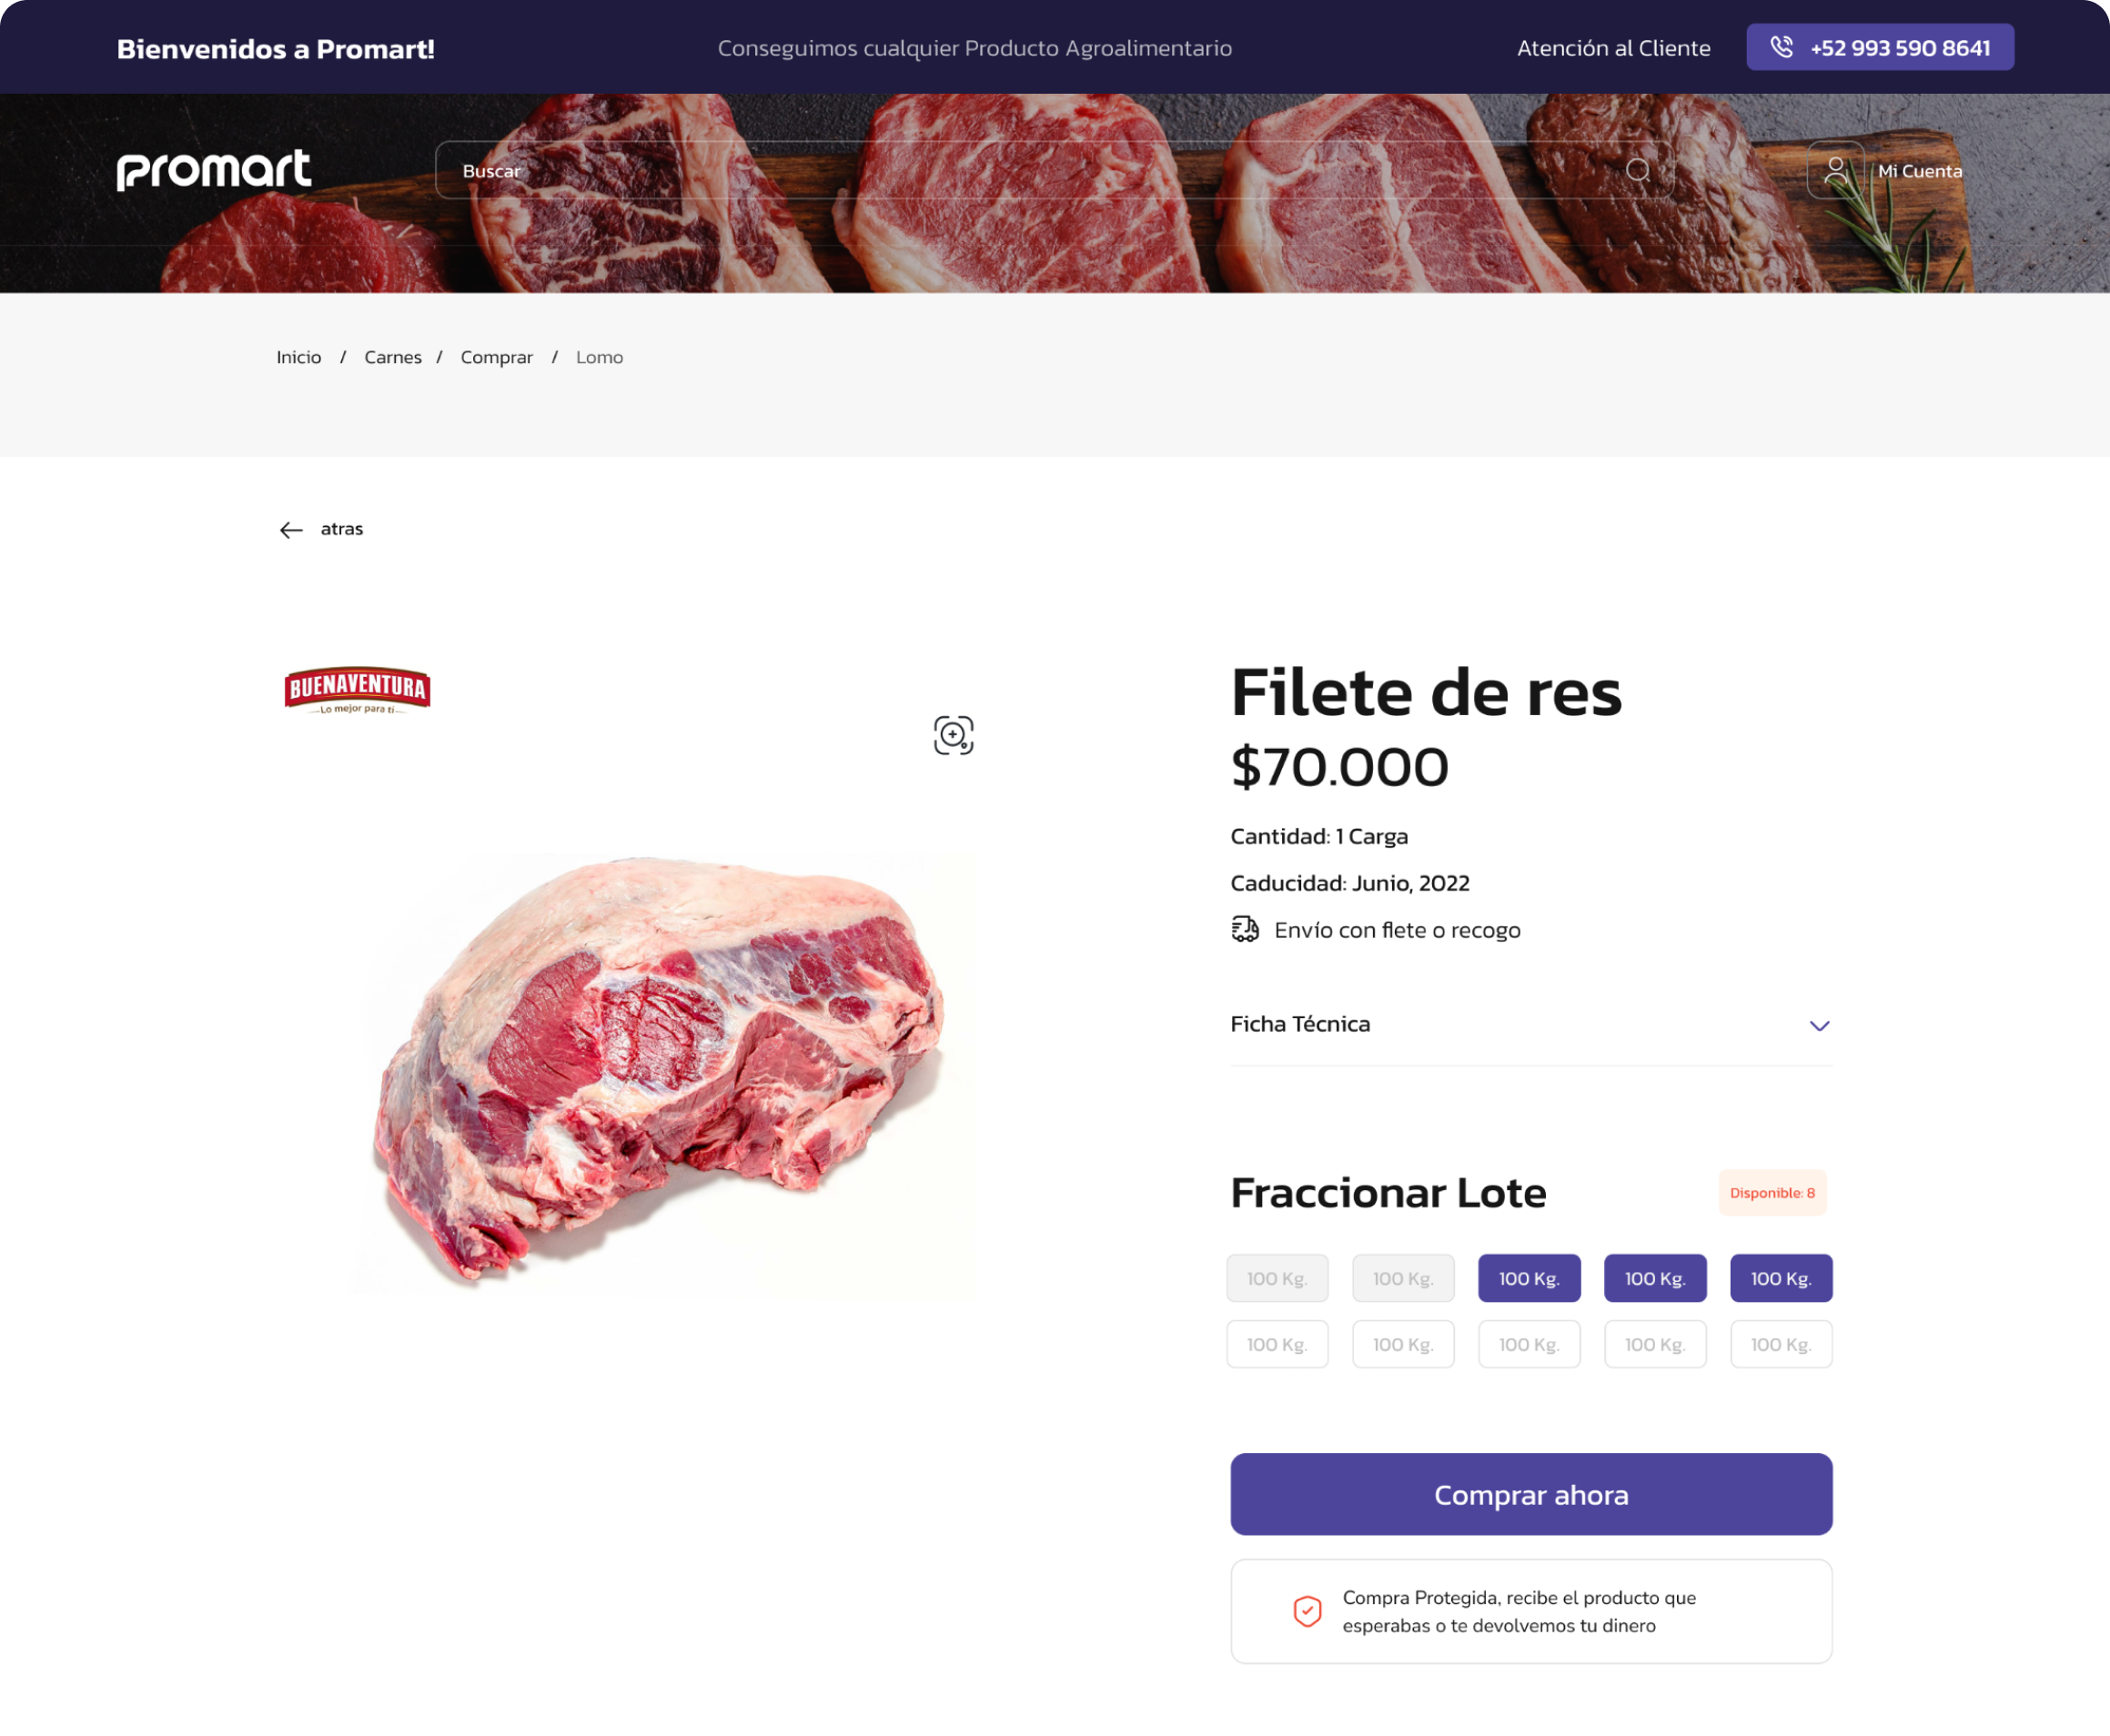 Bienvenidos a Promart!
Conseguimos cualquier Producto Agroalimentario
Atención al Cliente
+52 993 590 8641
promart
Buscar
Mi Cuenta
Inicio / Carnes / Comprar / Lomo
atras
BUENAVENTURA
Lo mejor para ti
Filete de res
$70.000
Cantidad: 1 Carga
Caducidad: Junio, 2022
Envío con flete o recogo
Ficha Técnica
Fraccionar Lote
Disponible: 8
100 Kg. 100 Kg. 100 Kg. 100 Kg. 100 Kg.
100 Kg. 100 Kg. 100 Kg. 100 Kg. 100 Kg.
Comprar ahora
Compra Protegida, recibe el producto que
esperabas o te devolvemos tu dinero